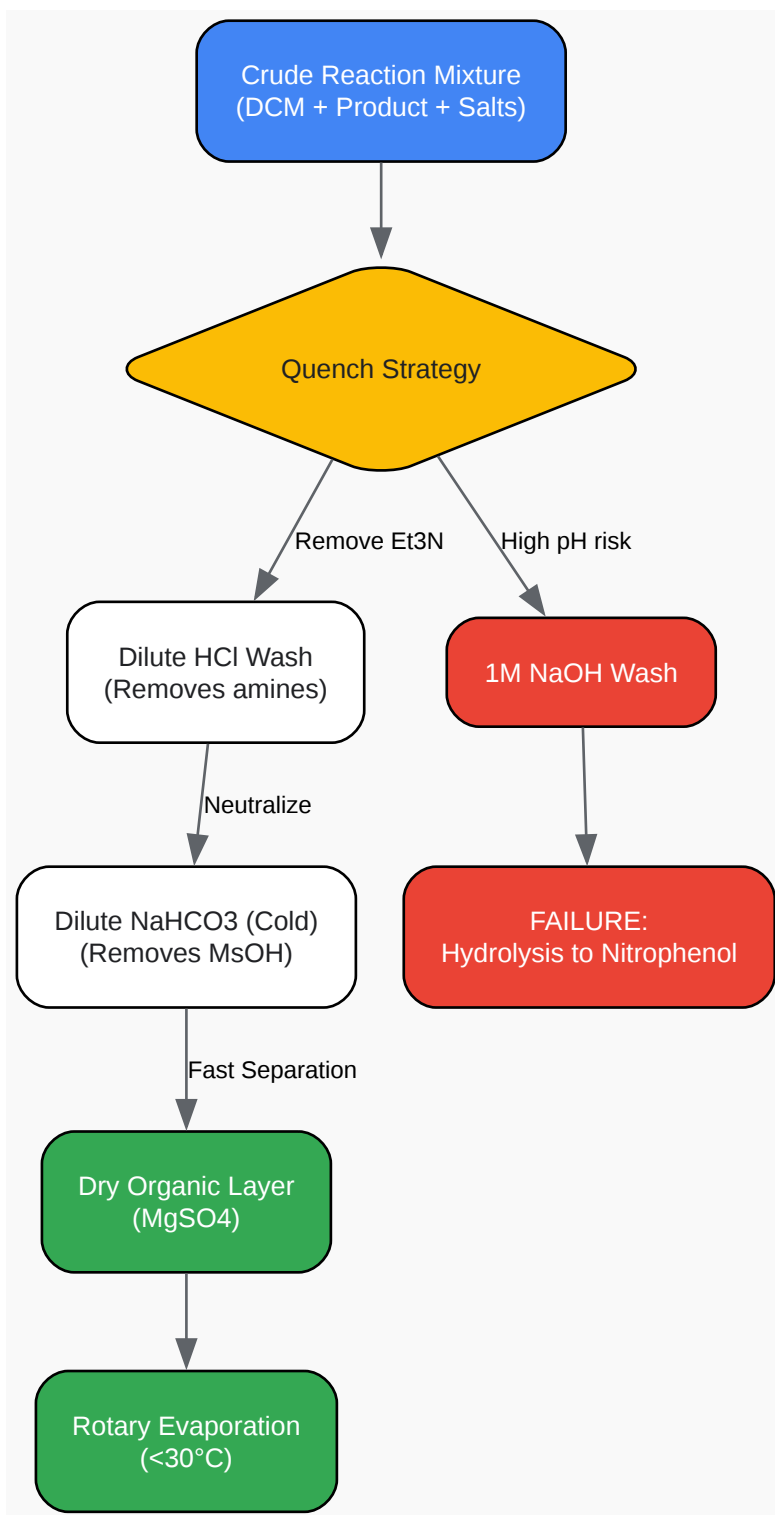 Crude Reaction Mixture
(DCM + Product + Salts)
Quench Strategy
Remove Et3N
High pH risk
Dilute HCl Wash
(Removes amines)
1M NaOH Wash
Neutralize
Dilute NaHCO3 (Cold)
(Removes MsOH)
FAILURE:
Hydrolysis to Nitrophenol
Fast Separation
Dry Organic Layer
(MgSO4)
Rotary Evaporation
(<30°C)